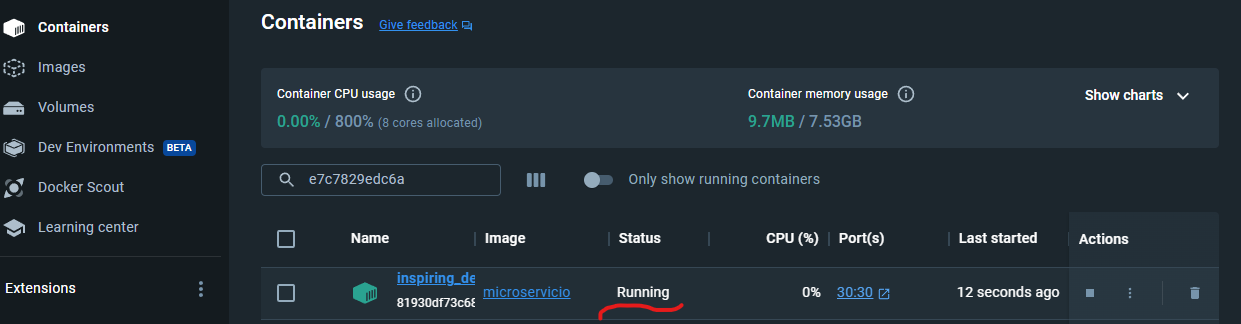 Containers
Images
Volumes
Dev Environments BETA
Docker Scout
Learning center
Extensions
Containers Give feedback
Container CPU usage
0.00% / 800% (8 cores allocated)
Container memory usage
9.7MB / 7.53GB
Show charts
e7c7829edc6a
Only show running containers
Name Image Status CPU (%) Port(s) Last started Actions
inspiring_de
81930df73c68
microservicio Running 0% 30:30 12 seconds ago